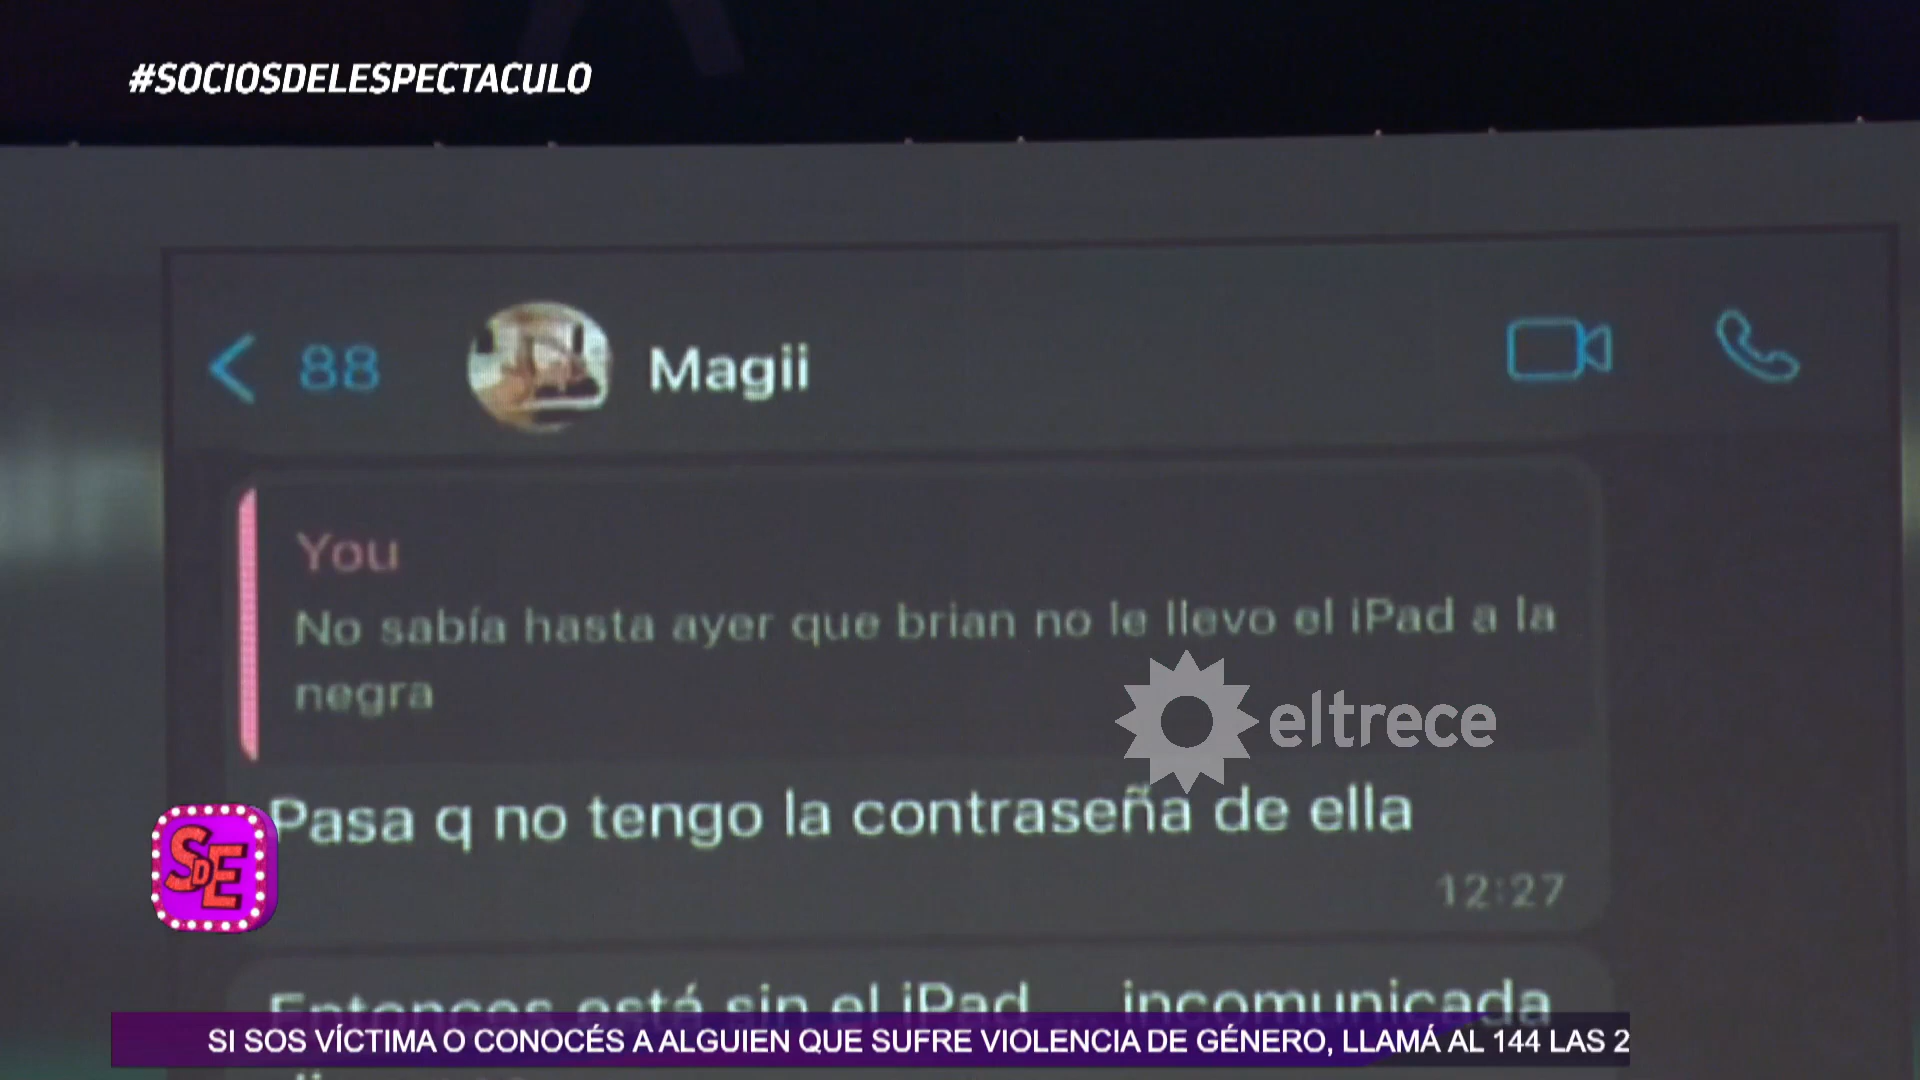 #SOCIOSDELESPECTACULO
88
Magii
You
No sabía hasta ayer que brian no le llevo el iPad a la
negra
eltrece
Pasa q no tengo la contraseña de ella
12:27
SDE
Entonces está sin el iPad... incomunicada
SI SOS VÍCTIMA O CONOCÉS A ALGUIEN QUE SUFRE VIOLENCIA DE GÉNERO, LLAMÁ AL 144 LAS 2